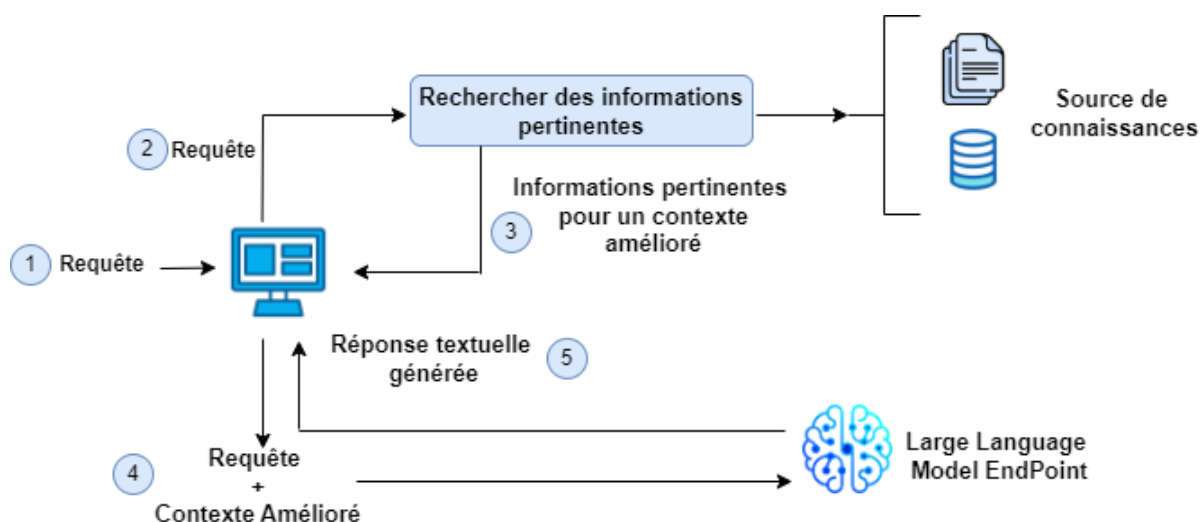 Rechercher des informations
pertinentes
Source de
connaissances
2 Requête
Informations pertinentes
pour un contexte
amélioré
3
1 Requête
Réponse textuelle
générée
5
Requête
+
Contexte Amélioré
4
Large Language
Model EndPoint